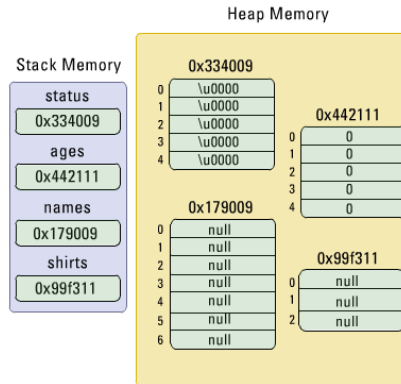 Heap Memory
Stack Memory
status
0x334009
ages
0x442111
names
0x179009
shirts
0x99f311
0x334009
0 \u0000
1 \u0000
2 \u0000
3 \u0000
4 \u0000
0x442111
0 0
1 0
2 0
3 0
4 0
0x179009
0 null
1 null
2 null
3 null
4 null
5 null
6 null
0x99f311
0 null
1 null
2 null